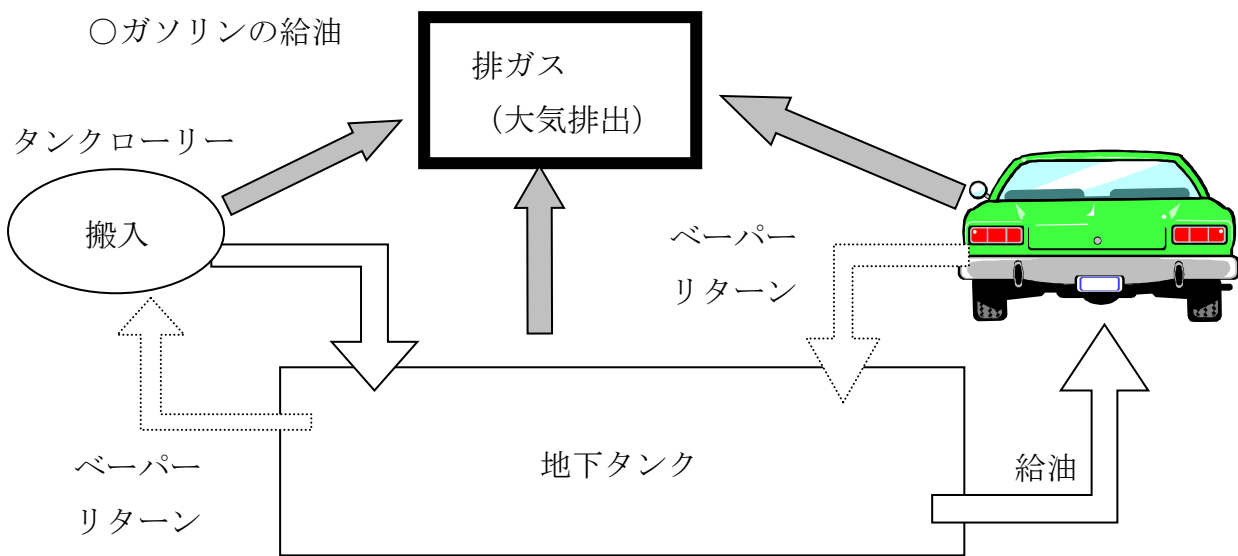 ○ガソリンの給油
排ガス
（大気排出）
タンクローリー
搬入
ベーパー
リターン
地下タンク
ベーパー
リターン
給油